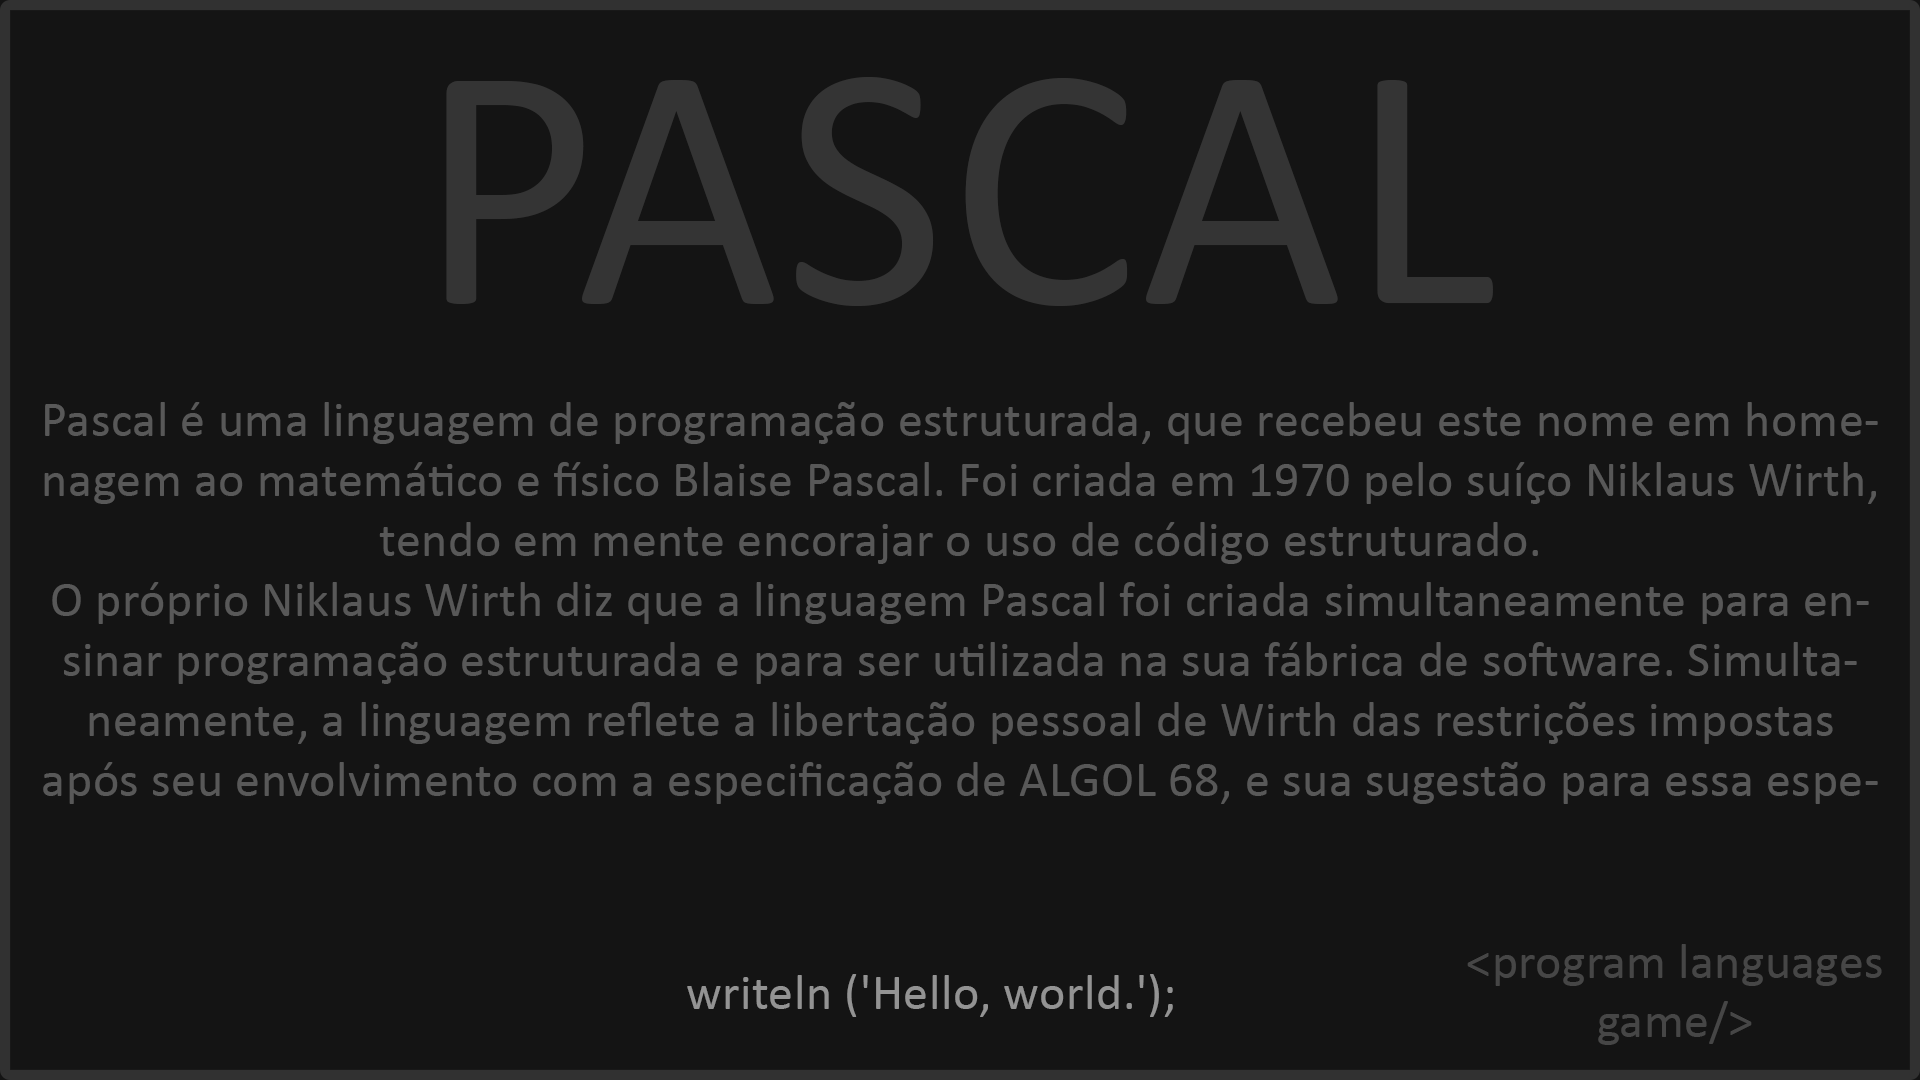 PASCAL
Pascal é uma linguagem de programação estruturada, que recebeu este nome em home-
nagem ao matemático e físico Blaise Pascal. Foi criada em 1970 pelo suíço Niklaus Wirth,
tendo em mente encorajar o uso de código estruturado.
O próprio Niklaus Wirth diz que a linguagem Pascal foi criada simultaneamente para en-
sinar programação estruturada e para ser utilizada na sua fábrica de software. Simulta-
neamente, a linguagem reflete a libertação pessoal de Wirth das restrições impostas
após seu envolvimento com a especificação de ALGOL 68, e sua sugestão para essa espe-
writeln ('Hello, world.');
<program languages
game/>